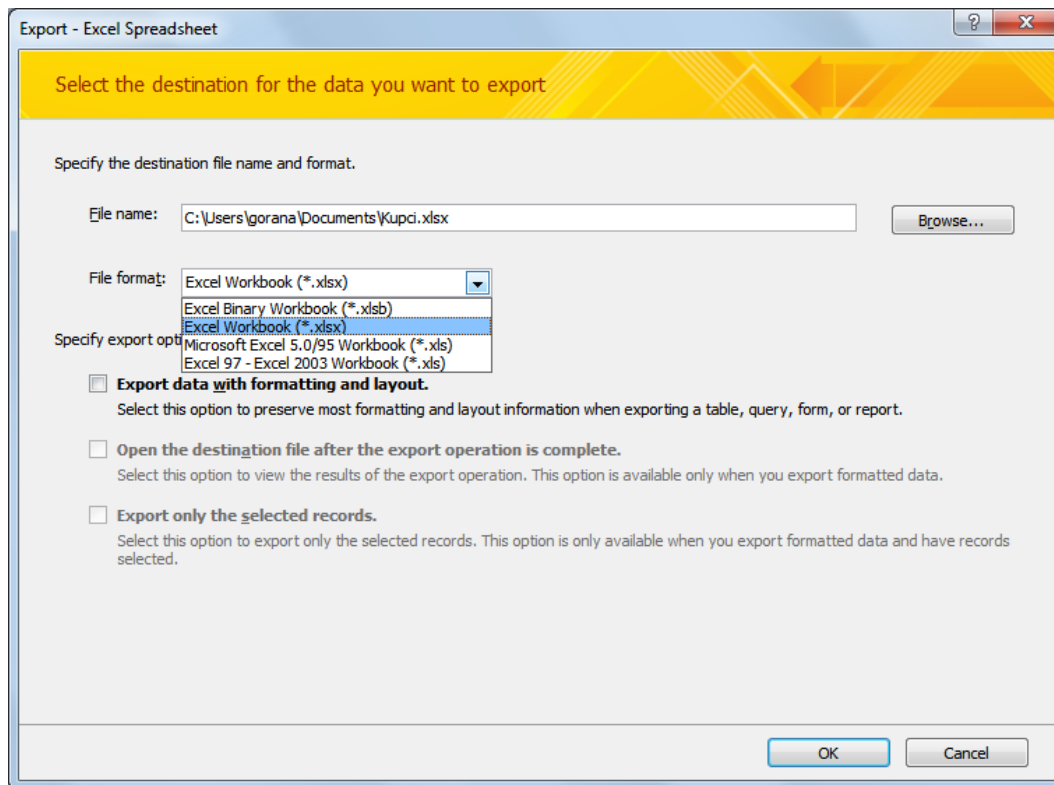 Export - Excel Spreadsheet
Select the destination for the data you want to export
Specify the destination file name and format.
File name: C:\Users\gorana\Documents\Kupci.xlsx Browse...
File format: Excel Workbook (*.xlsx)
Excel Binary Workbook (*.xlsb)
Excel Workbook (*.xlsx)
Specify export opti
Microsoft Excel 5.0/95 Workbook (*.xls)
Excel 97 - Excel 2003 Workbook (*.xls)
Export data with formatting and layout.
Select this option to preserve most formatting and layout information when exporting a table, query, form, or report.
Open the destination file after the export operation is complete.
Select this option to view the results of the export operation. This option is available only when you export formatted data.
Export only the selected records.
Select this option to export only the selected records. This option is only available when you export formatted data and have records
selected.
OK Cancel